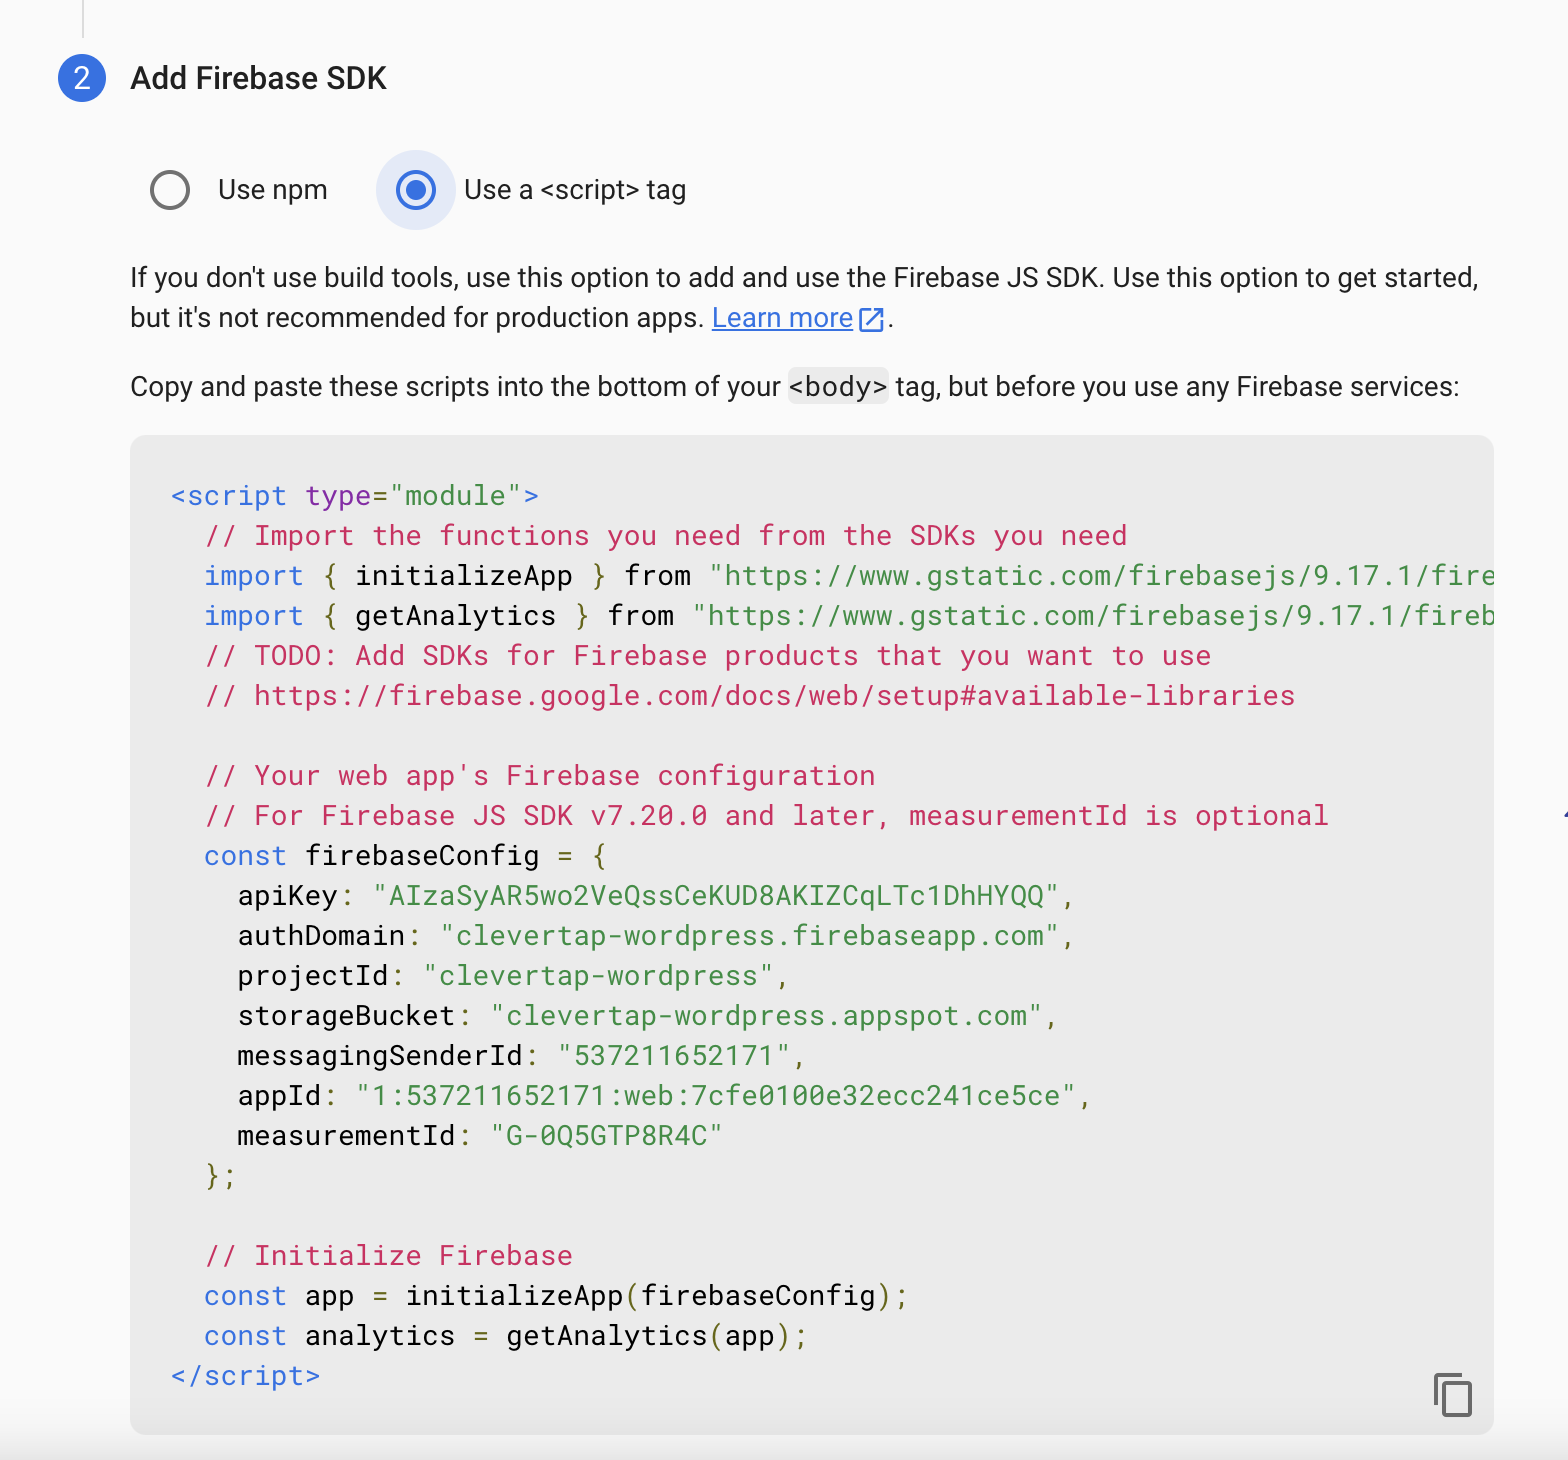 2 Add Firebase SDK
Use npm Use a <script> tag
If you don't use build tools, use this option to add and use the Firebase JS SDK. Use this option to get started,
but it's not recommended for production apps. Learn more.
Copy and paste these scripts into the bottom of your <body> tag, but before you use any Firebase services:
<script type="module">
  // Import the functions you need from the SDKs you need
  import { initializeApp } from "https://www.gstatic.com/firebasejs/9.17.1/fire
  import { getAnalytics } from "https://www.gstatic.com/firebasejs/9.17.1/fireb
  // TODO: Add SDKs for Firebase products that you want to use
  // https://firebase.google.com/docs/web/setup#available-libraries
  // Your web app's Firebase configuration
  // For Firebase JS SDK v7.20.0 and later, measurementId is optional
  const firebaseConfig = {
    apiKey: "AIzaSyAR5wo2VeQssCeKUD8AKIZCqLTc1DhHYQQ",
    authDomain: "clevertap-wordpress.firebaseapp.com",
    projectId: "clevertap-wordpress",
    storageBucket: "clevertap-wordpress.appspot.com",
    messagingSenderId: "537211652171",
    appId: "1:537211652171:web:7cfe0100e32ecc241ce5ce",
    measurementId: "G-0Q5GTP8R4C"
  };
  // Initialize Firebase
  const app = initializeApp(firebaseConfig);
  const analytics = getAnalytics(app);
</script>